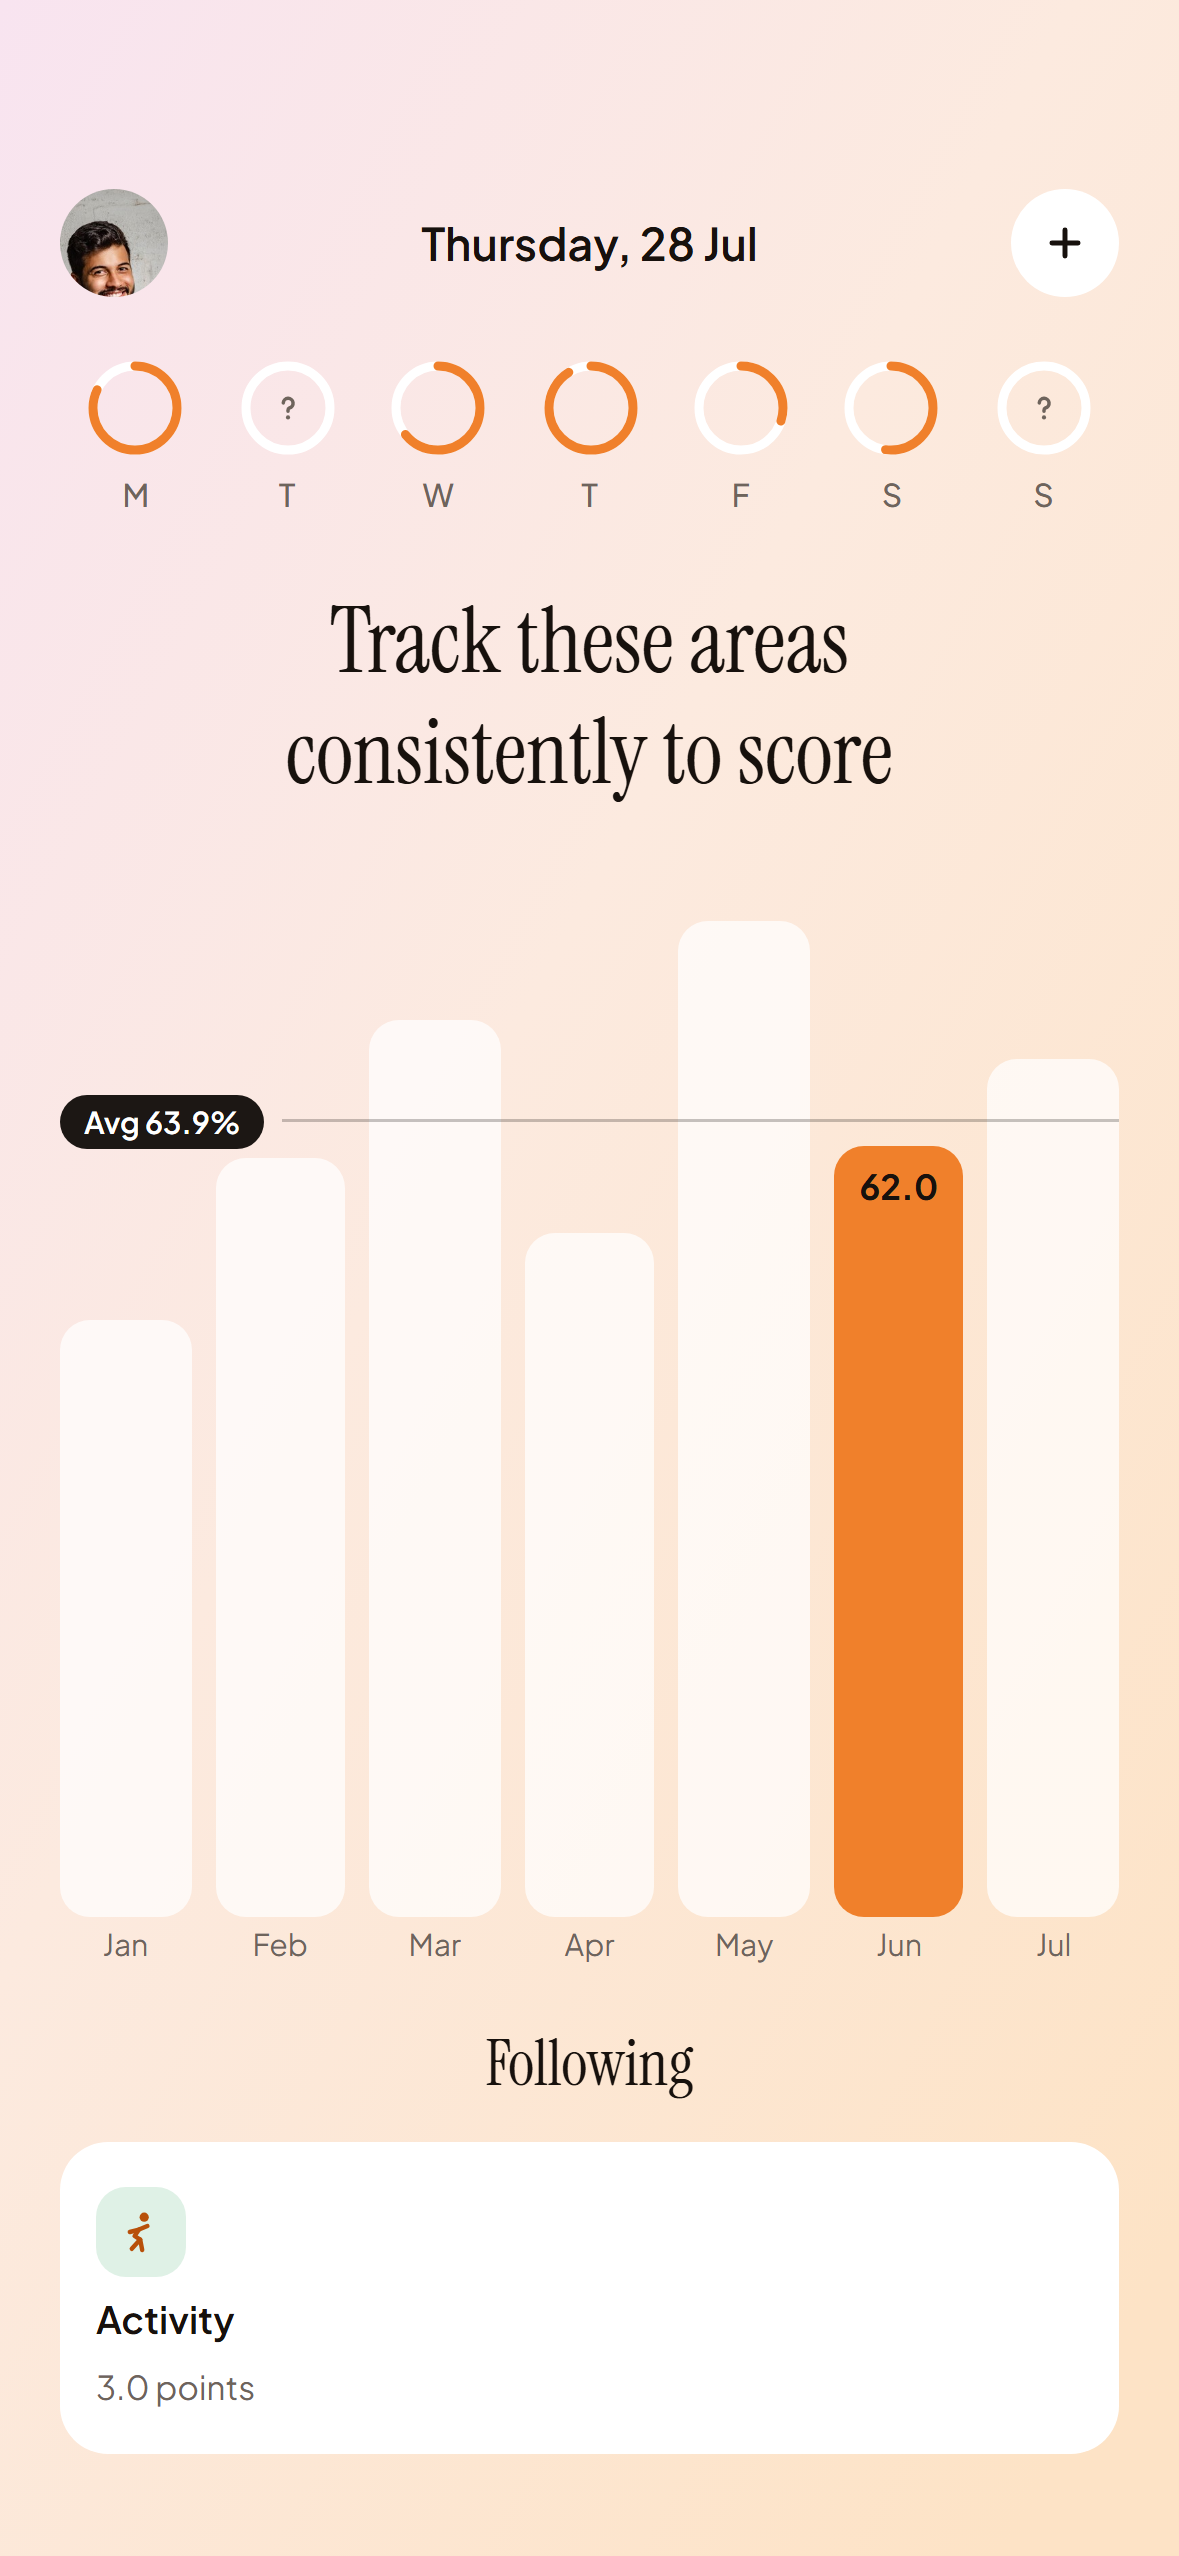 Thursday, 28 Jul
? ?
M T W T F S S
Track these areas
consistently to score
Avg 63.9%
62.0
Jan Feb Mar Apr May Jun Jul
Following
Activity
3.0 points